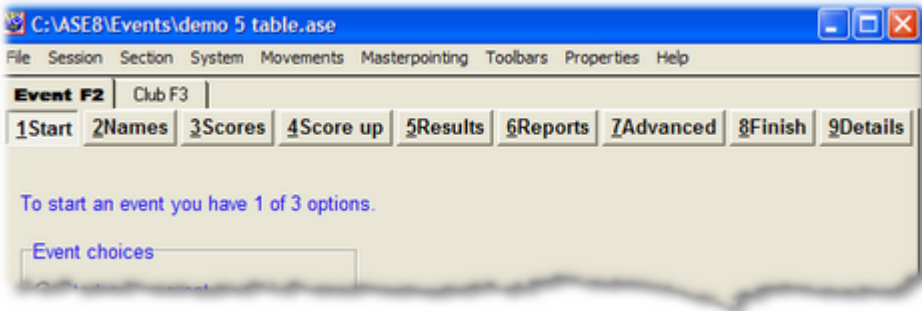 C:\ASE8\Events\demo 5 table.ase
File Session Section System Movements Masterpointing Toolbars Properties Help
Event F2 Club F3
1Start 2Names 3Scores 4Score up 5Results 6Reports 7Advanced 8Finish 9Details
To start an event you have 1 of 3 options.
Event choices